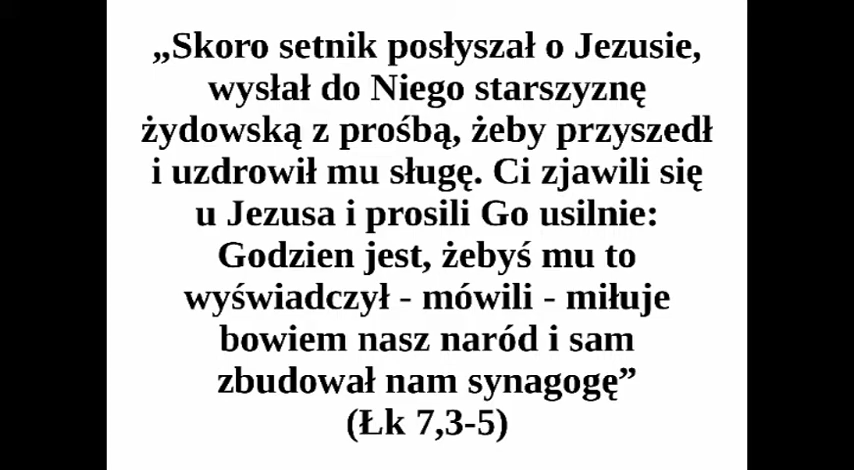 „Skoro setnik posłyszał o Jezusie,
wysłał do Niego starszyznę
żydowską z prośbą, żeby przyszedł
i uzdrowił mu sługę. Ci zjawili się
u Jezusa i prosili Go usilnie:
Godzien jest, żebyś mu to
wyświadczył - mówili - miłuje
bowiem nasz naród i sam
zbudował nam synagogę”
(Łk 7,3-5)